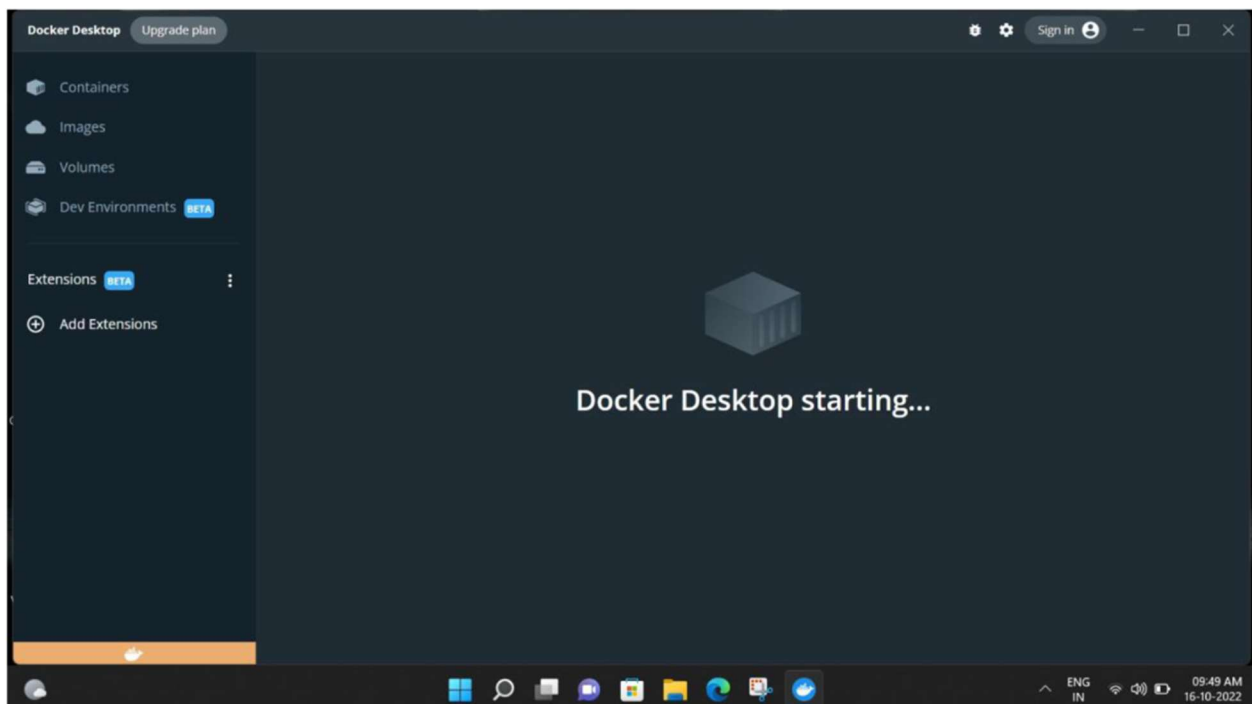 Docker Desktop Upgrade plan Sign in
Containers
Images
Volumes
Dev Environments BETA
Extensions BETA
Add Extensions
Docker Desktop starting...
ENG
IN
09:49 AM
16-10-2022